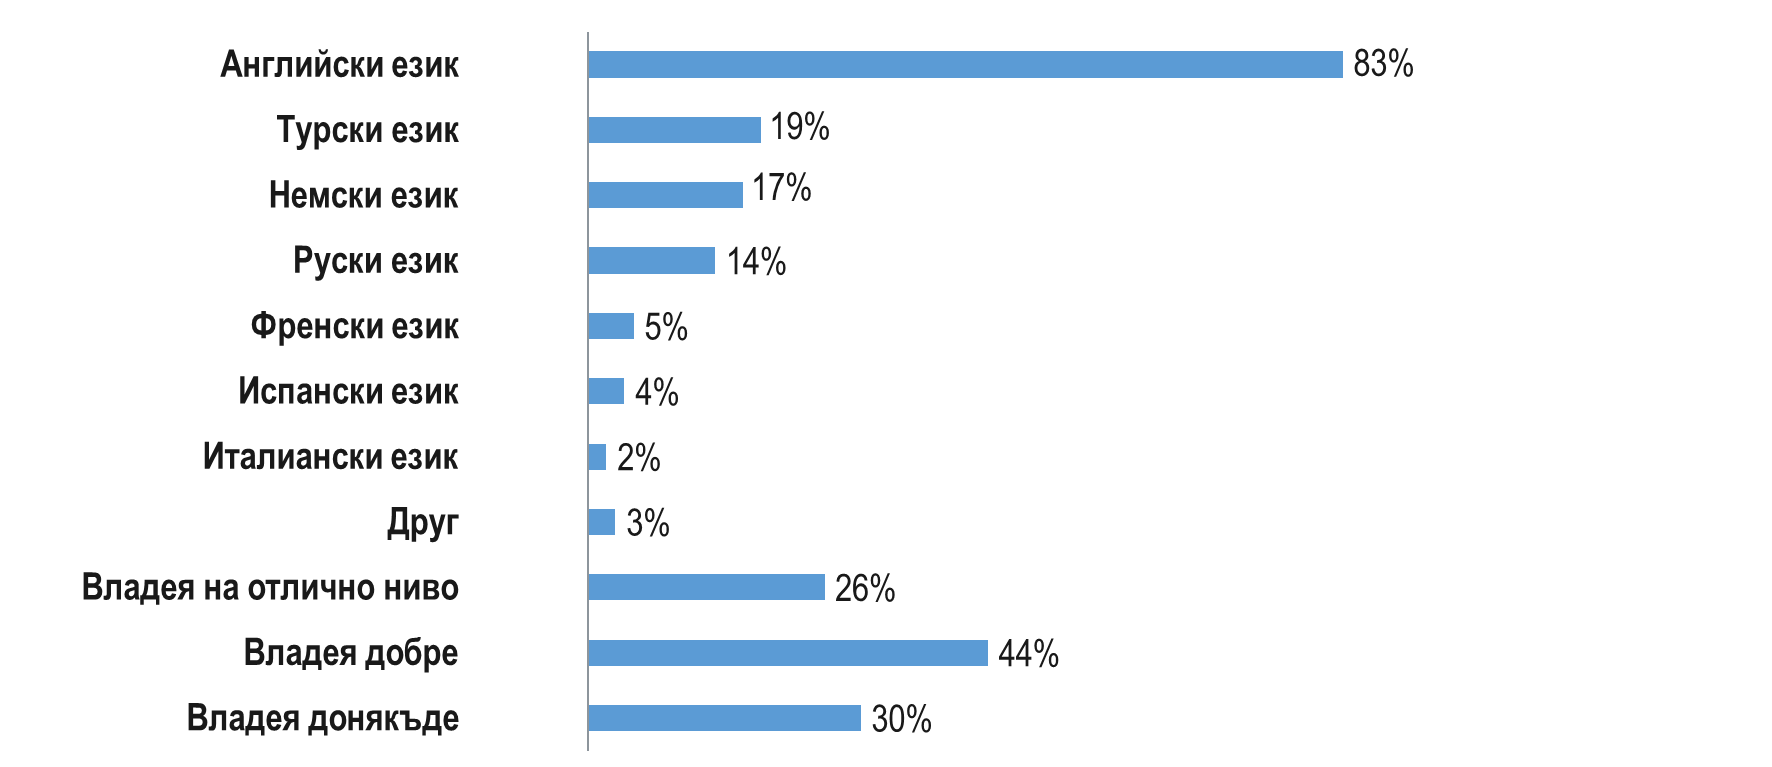 Английски език 83%
Турски език 19%
Немски език 17%
Руски език 14%
Френски език 5%
Испански език 4%
Италиански език 2%
Друг 3%
Владея на отлично ниво 26%
Владея добре 44%
Владея донякъде 30%